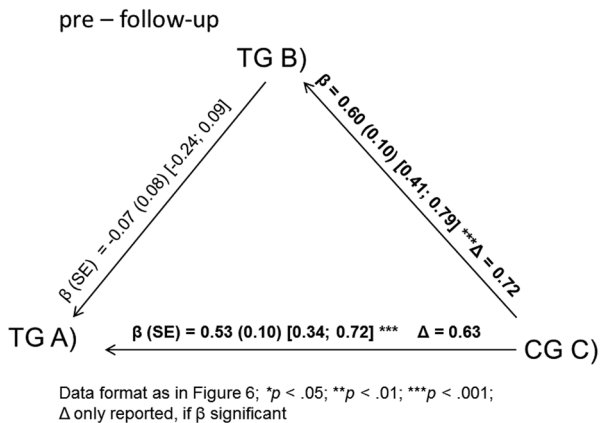 pre – follow-up
TG B)
β (SE) = -0.07 (0.08) [-0.24; 0.09]
β = 0.60 (0.10) [0.41; 0.79] ***Δ = 0.72
TG A)
β (SE) = 0.53 (0.10) [0.34; 0.72] *** Δ = 0.63
CG C)
Data format as in Figure 6; *p < .05; **p < .01; ***p < .001;
Δ only reported, if β significant